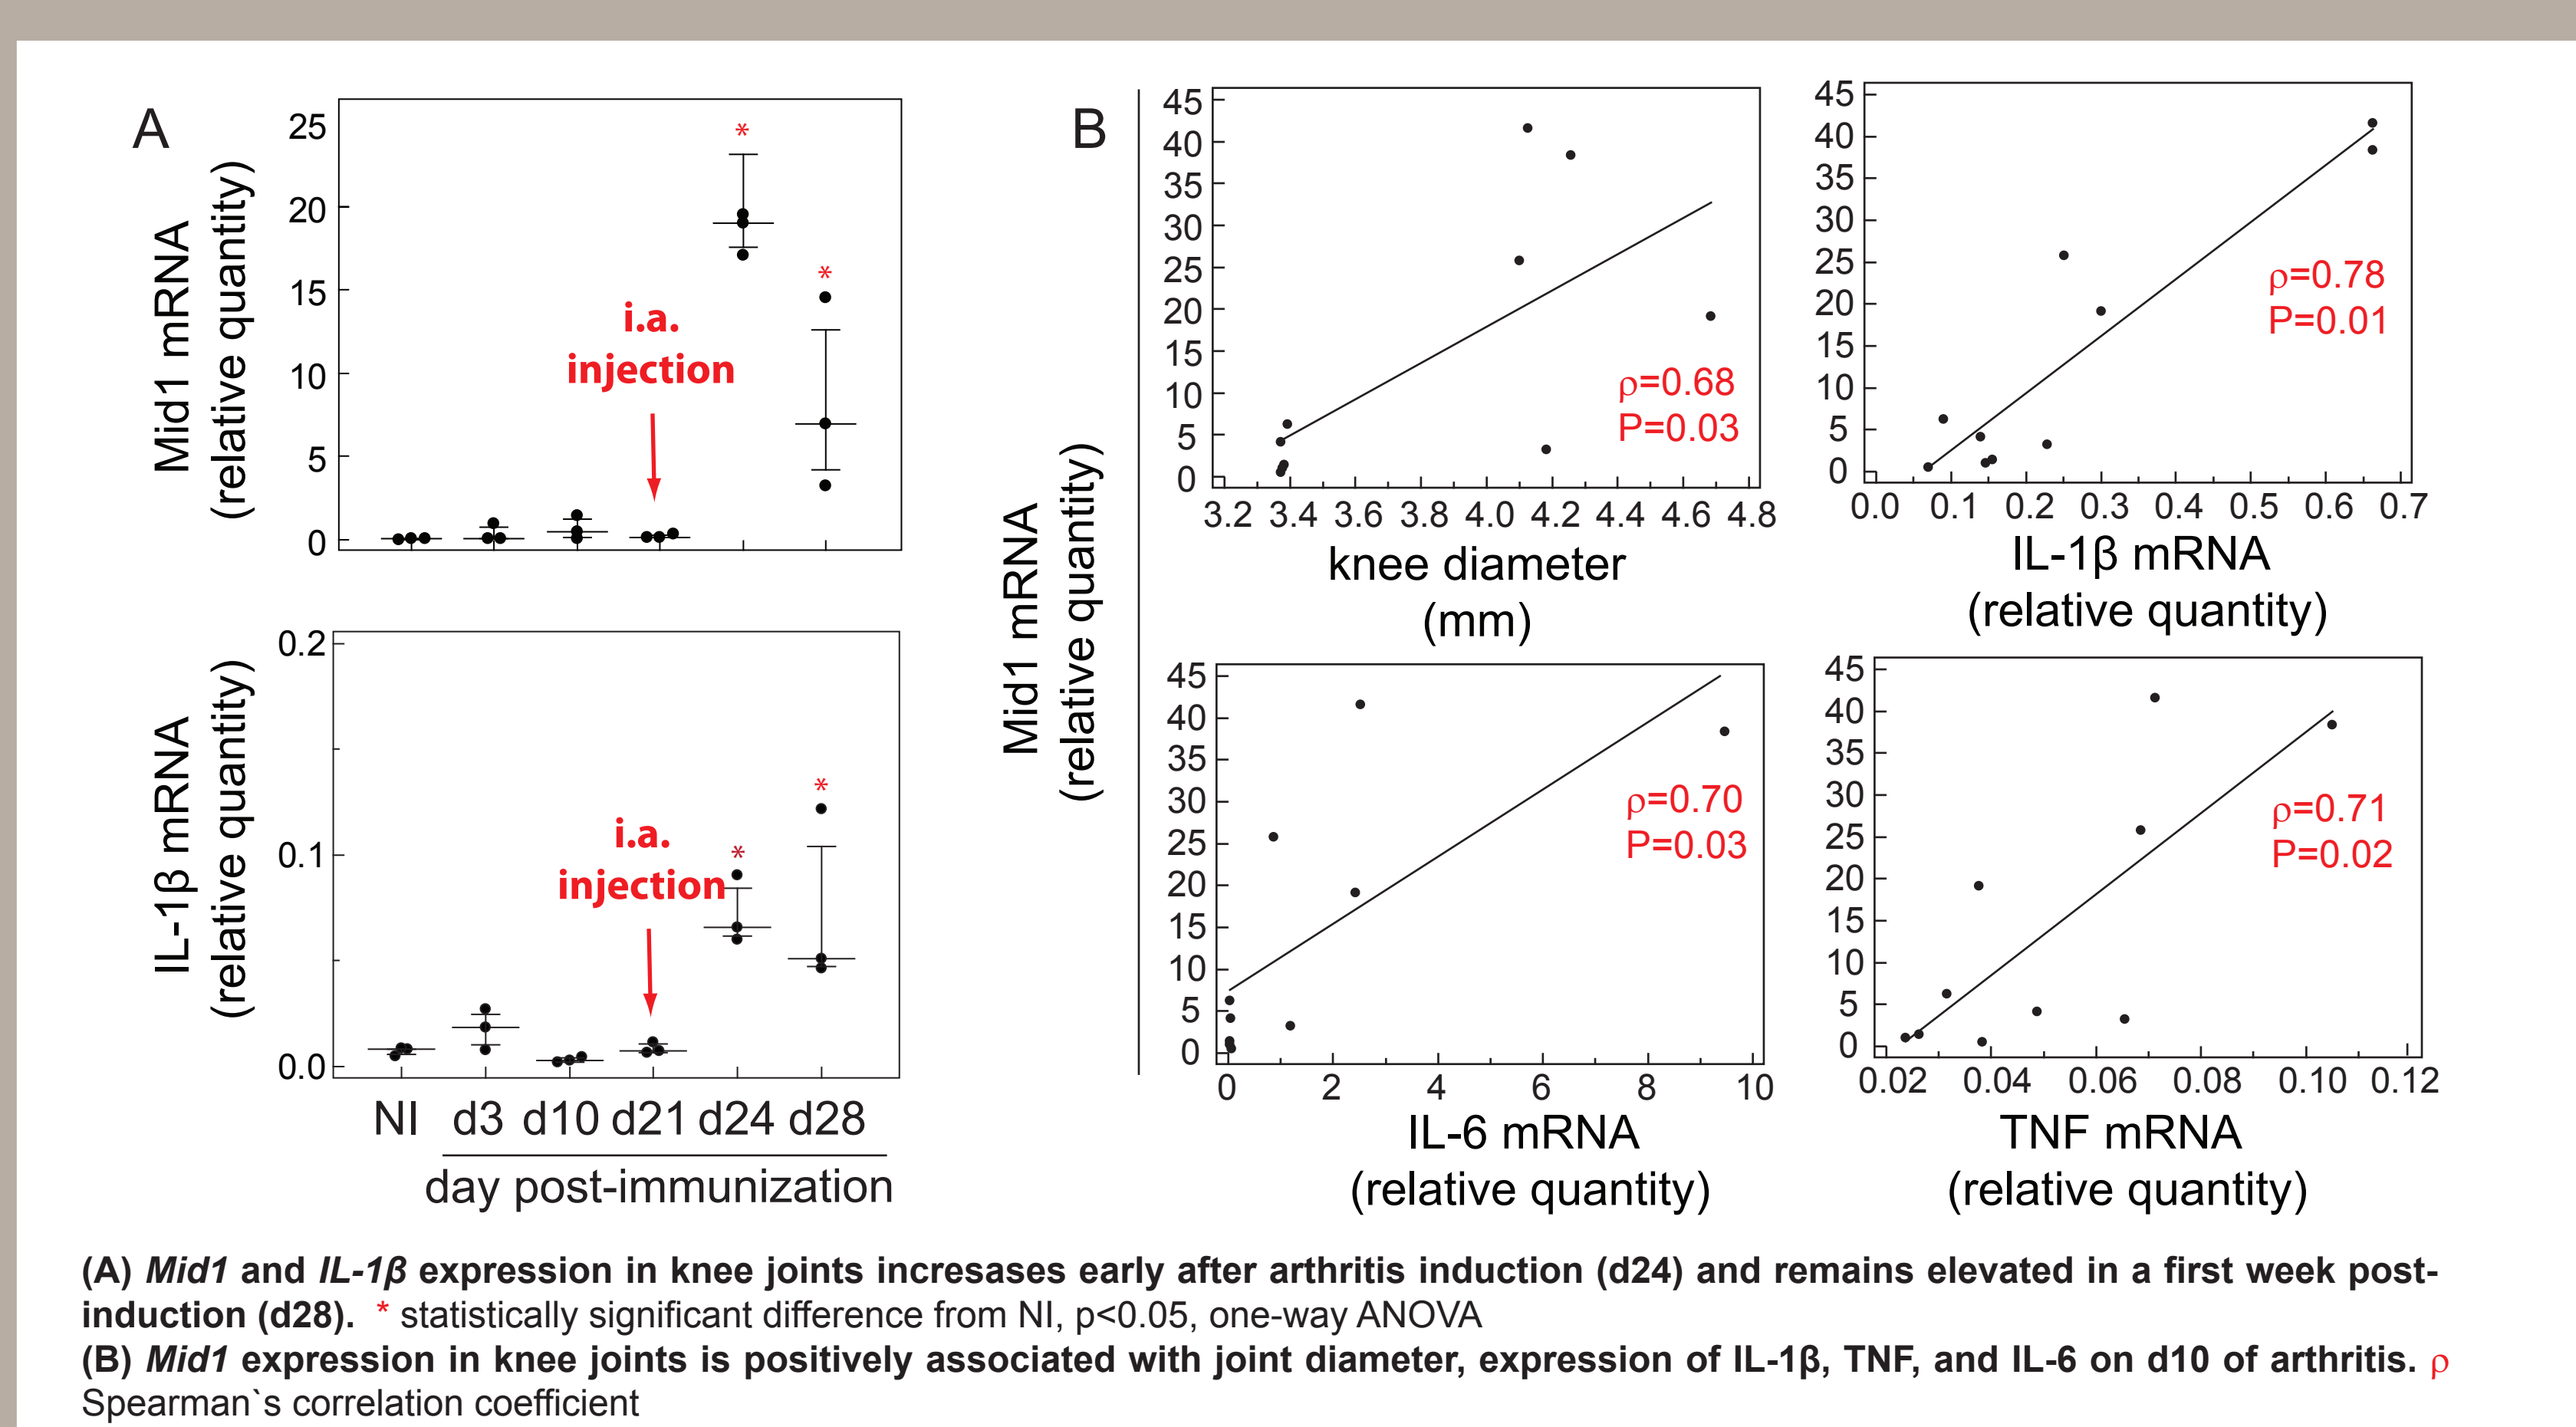 A
Mid1 mRNA
(relative quantity)
25
20
15
10
5
0
*
*
i.a.
injection
IL-1β mRNA
(relative quantity)
0.2
0.1
0.0
*
*
i.a.
injection
NI d3 d10 d21 d24 d28
day post-immunization
B
Mid1 mRNA
(relative quantity)
45
40
35
30
25
20
15
10
5
0
ρ=0.68
P=0.03
3.2 3.4 3.6 3.8 4.0 4.2 4.4 4.6 4.8
knee diameter
(mm)
45
40
35
30
25
20
15
10
5
0
ρ=0.78
P=0.01
0.0 0.1 0.2 0.3 0.4 0.5 0.6 0.7
IL-1β mRNA
(relative quantity)
45
40
35
30
25
20
15
10
5
0
ρ=0.70
P=0.03
0 2 4 6 8 10
IL-6 mRNA
(relative quantity)
45
40
35
30
25
20
15
10
5
0
ρ=0.71
P=0.02
0.02 0.04 0.06 0.08 0.10 0.12
TNF mRNA
(relative quantity)
(A) Mid1 and IL-1β expression in knee joints incresases early after arthritis induction (d24) and remains elevated in a first week post-
induction (d28). * statistically significant difference from NI, p<0.05, one-way ANOVA
(B) Mid1 expression in knee joints is positively associated with joint diameter, expression of IL-1β, TNF, and IL-6 on d10 of arthritis. ρ
Spearman`s correlation coefficient